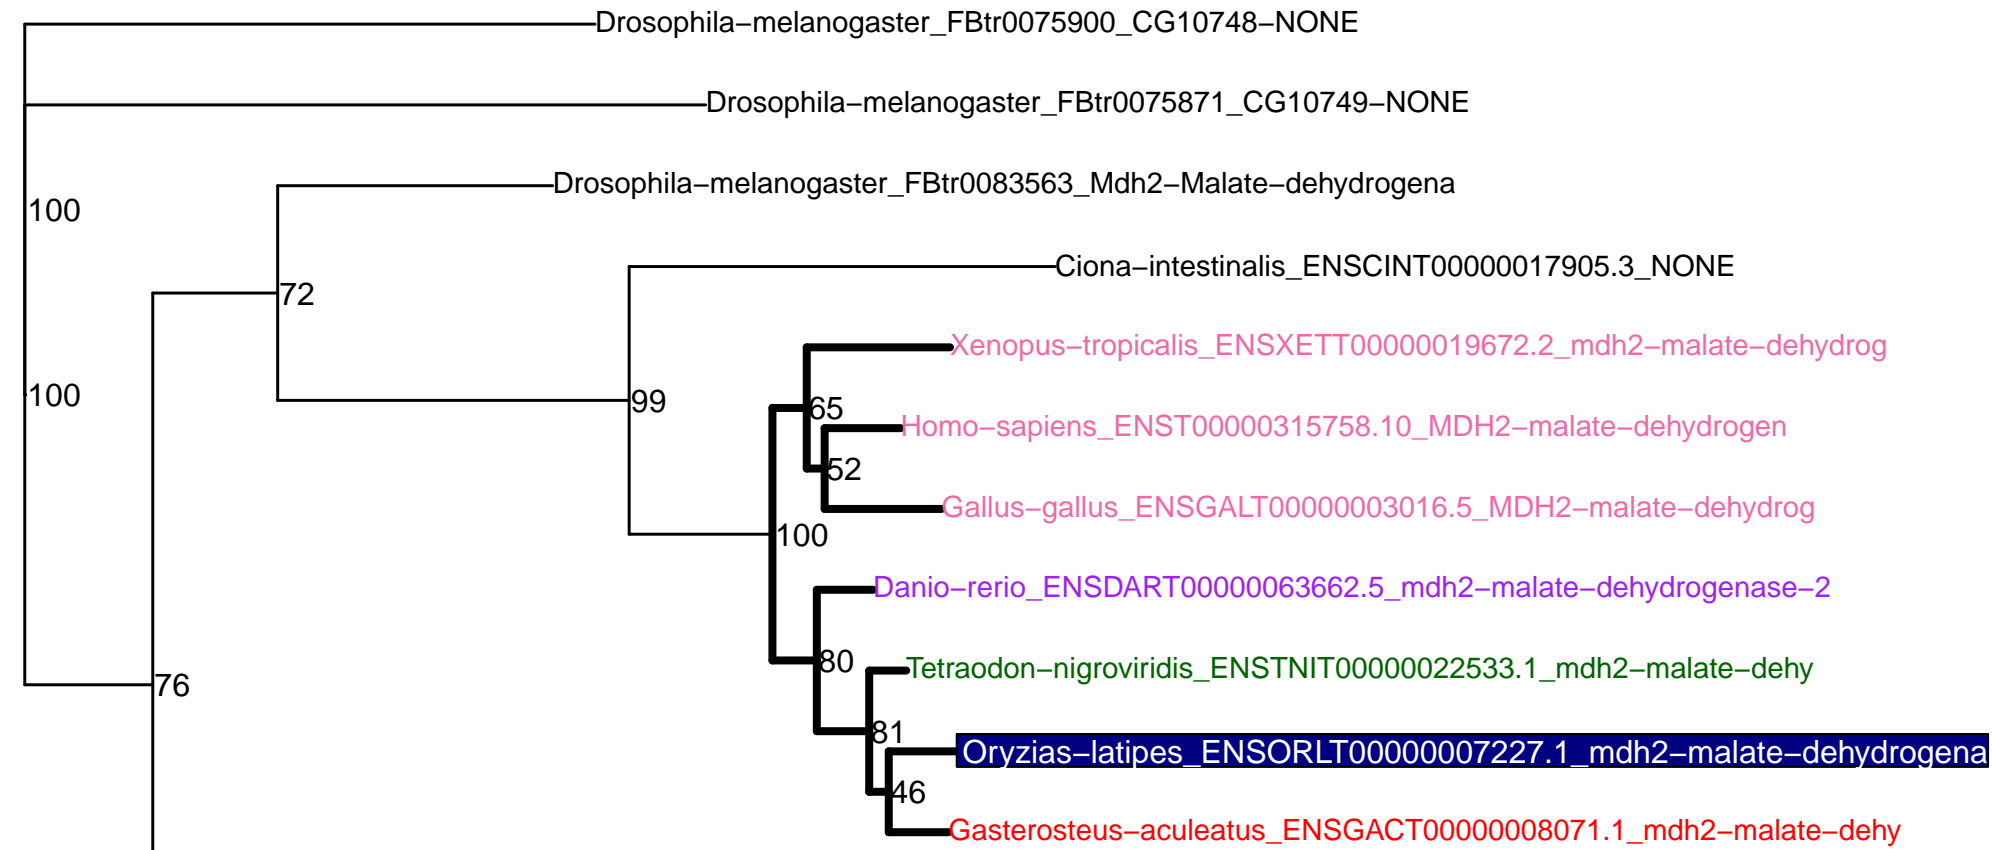 Drosophila−melanogaster_FBtr0075900_CG10748−NONE
Drosophila−melanogaster_FBtr0075871_CG10749−NONE
Drosophila−melanogaster_FBtr0083563_Mdh2−Malate−dehydrogena
100
Ciona−intestinalis_ENSCINT00000017905.3_NONE
72
Xenopus−tropicalis_ENSXETT00000019672.2_mdh2−malate−dehydrog
100
99
65
Homo−sapiens_ENST00000315758.10_MDH2−malate−dehydrogen
52
Gallus−gallus_ENSGALT00000003016.5_MDH2−malate−dehydrog
100
Danio−rerio_ENSDART00000063662.5_mdh2−malate−dehydrogenase−2
80
Tetraodon−nigroviridis_ENSTNIT00000022533.1_mdh2−malate−dehy
76
81
Oryzias−latipes_ENSORLT00000007227.1_mdh2−malate−dehydrogena
46
Gasterosteus−aculeatus_ENSGACT00000008071.1_mdh2−malate−dehy